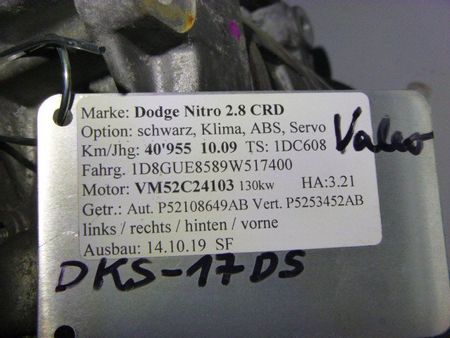 Marke: Dodge Nitro 2.8 CRD
Option: schwarz, Klima, ABS, Servo
Km/Jhg: 40'955 10.09 TS: 1DC608
Fahrg. 1D8GUE8589W517400
Motor: VM52C24103 130kw HA:3.21
Getr.: Aut. P52108649AB Vert. P5253452AB
links / rechts / hinten / vorne
Ausbau: 14.10.19 SF
Valeo
DKS-17DS